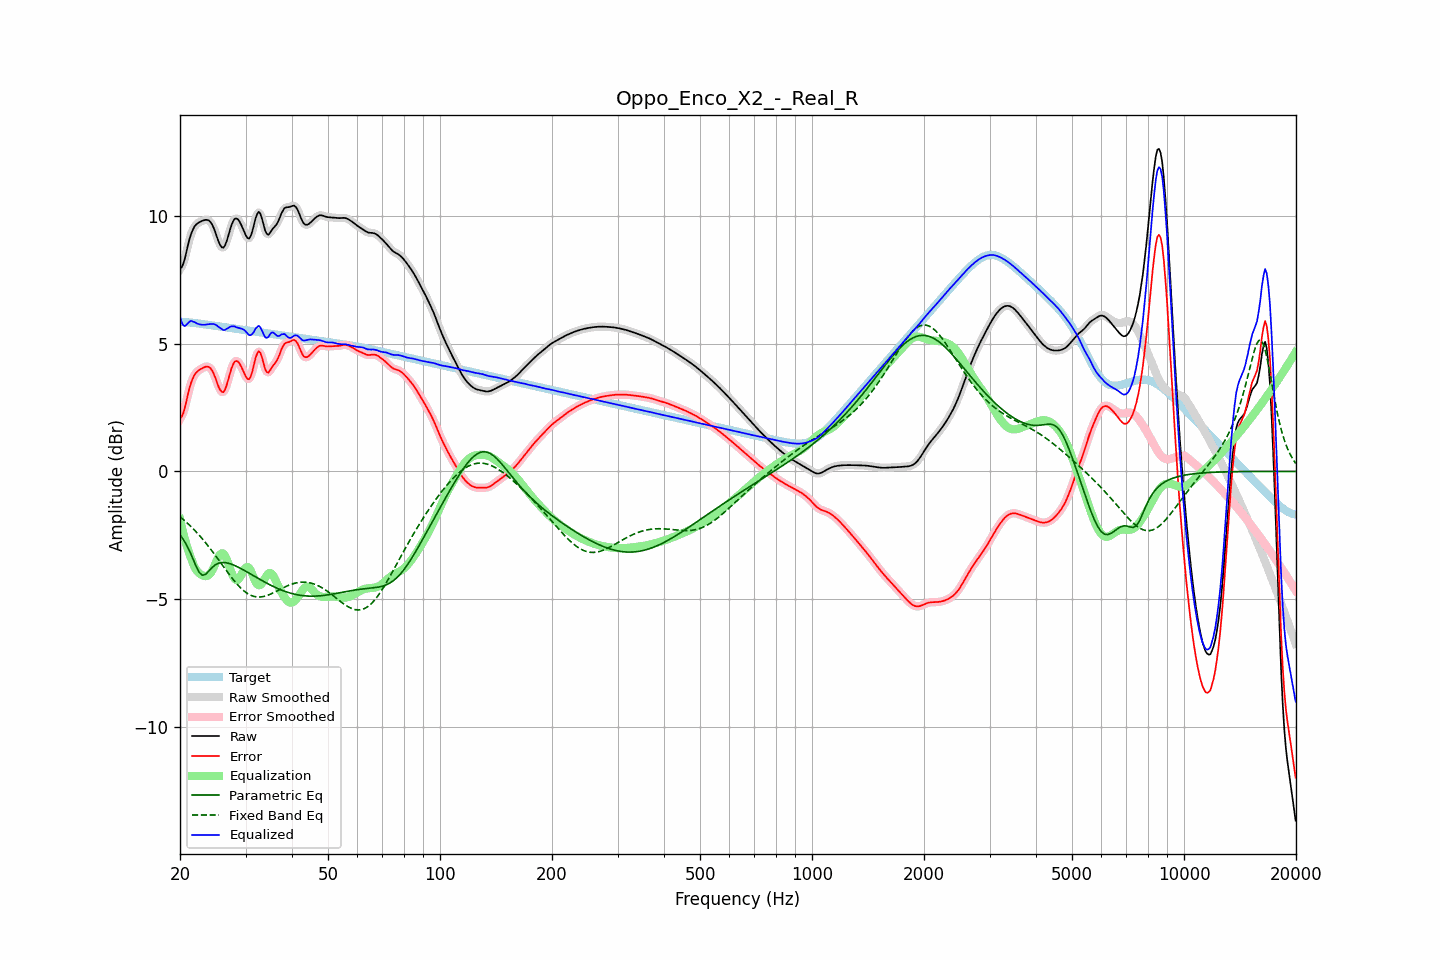 Oppo_Enco_X2_-_Real_R
Amplitude (dBr)
10
5
0
−5
−10
Target
Raw Smoothed
Error Smoothed
Raw
Error
Equalization
Parametric Eq
Fixed Band Eq
Equalized
20 50 100 200 500 1000 2000 5000 10000 20000
Frequency (Hz)